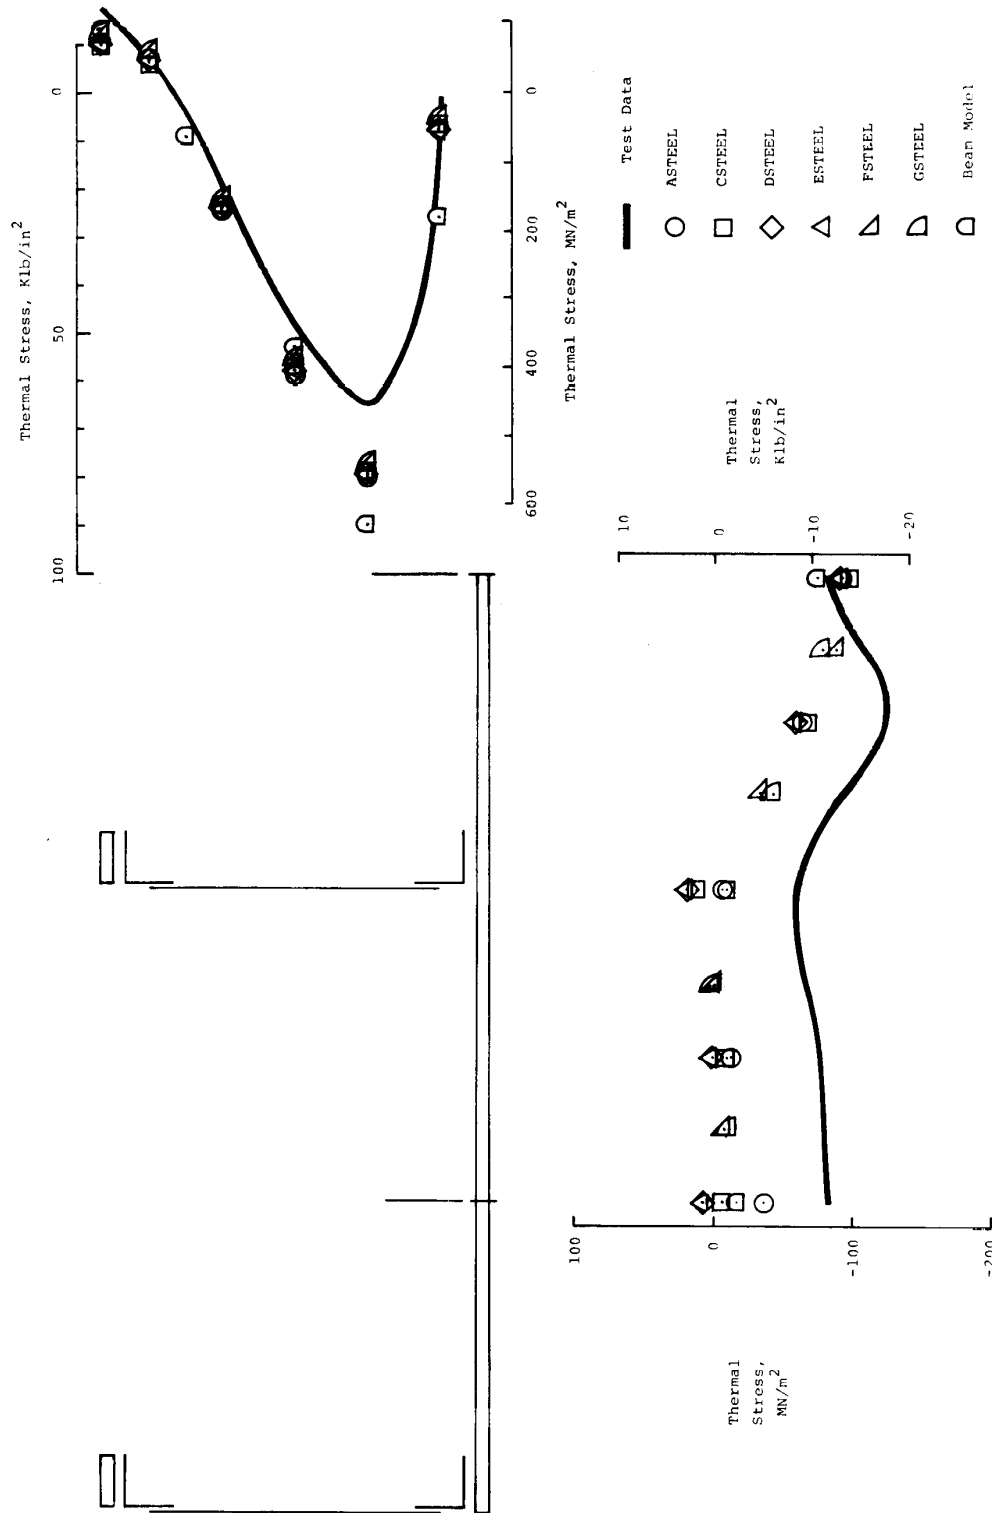 Thermal Stress, Klb/in²
100
50
0
600
400
200
0
Thermal Stress, MN/m²
Test Data
ASTEEL
CSTEEL
DSTEEL
ESTEEL
FSTEEL
GSTEEL
Bean Model
Thermal
Stress,
MN/m²
100
0
-100
-200
10
0
-10
-20
Thermal
Stress,
Klb/in²